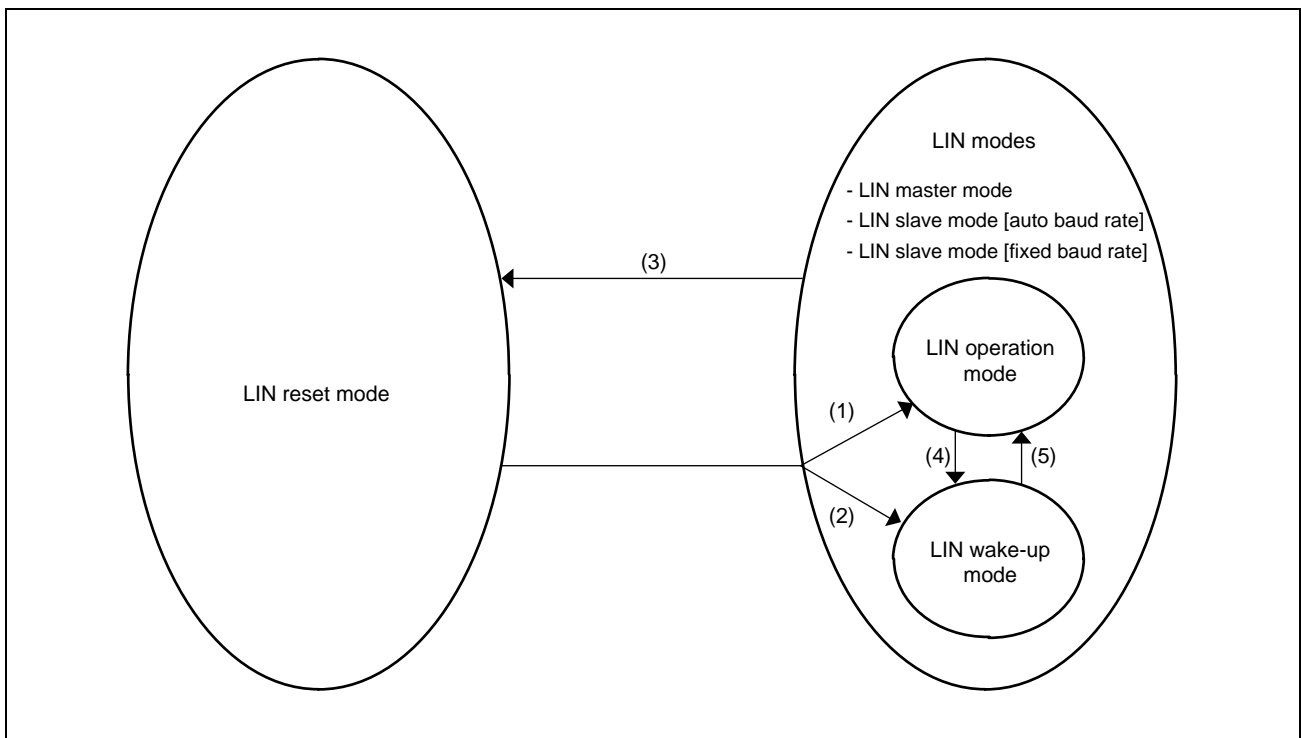 LIN modes
- LIN master mode
- LIN slave mode [auto baud rate]
- LIN slave mode [fixed baud rate]
(3)
LIN operation
mode
LIN reset mode
(1)
(4)
(5)
(2)
LIN wake-up
mode